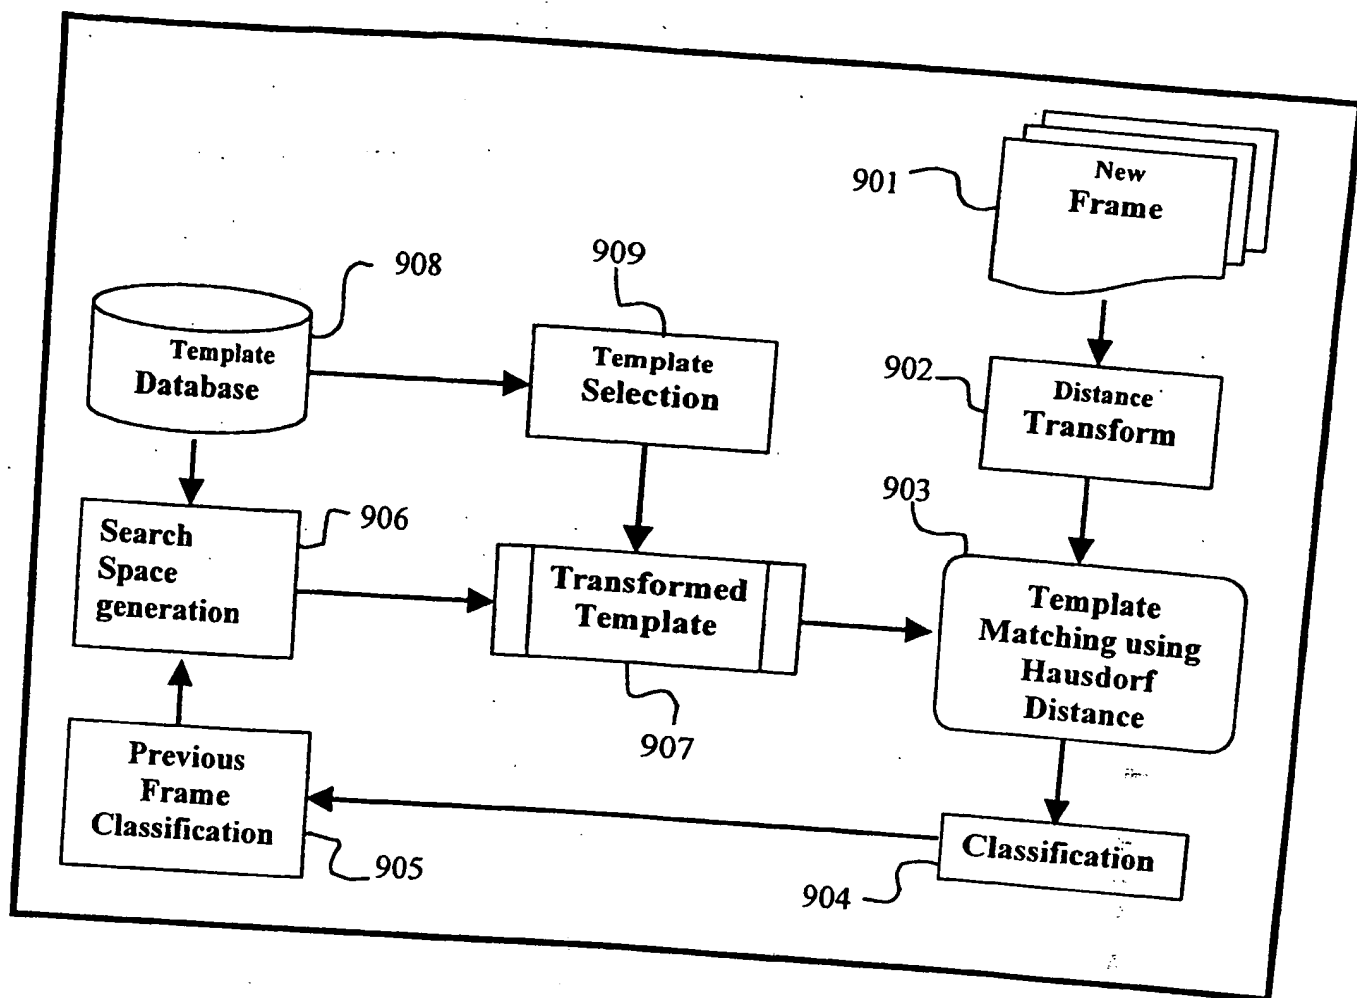 901
New
Frame
908
909
Template
Database
Template
Selection
902
Distance
Transform
903
906
Search
Space
generation
Transformed
Template
Template
Matching using
Hausdorf
Distance
907
Previous
Frame
Classification
905
Classification
904